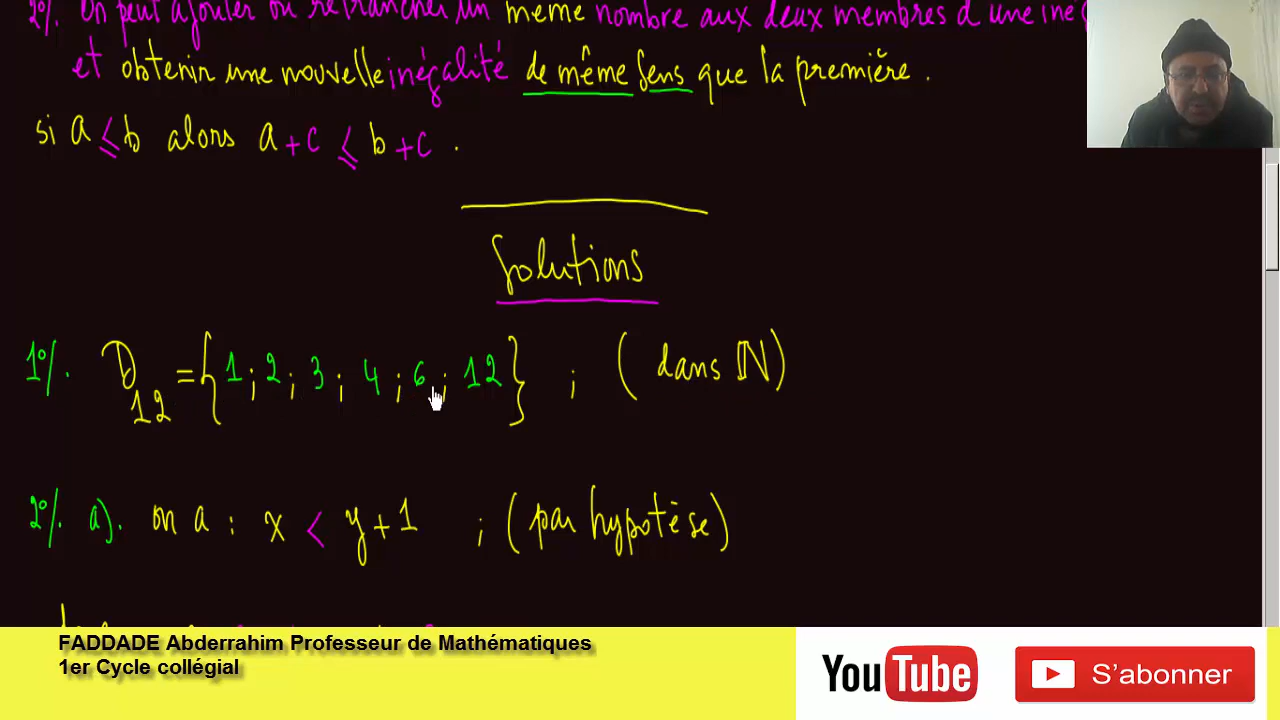 2°/. On peut ajouter ou retrancher un même nombre aux deux membres d'une iné
et obtenir une nouvelle inégalité de même sens que la première.
si a ⩽ b alors a + c ⩽ b + c .
Solutions
1°/. D₁₂ = { 1 ; 2 ; 3 ; 4 ; 6 ; 12 } ; ( dans ℕ )
2°/. a). on a : x < y + 1 ; ( par hypotèse )
FADDADE Abderrahim Professeur de Mathématiques
1er Cycle collégial
YouTube
S'abonner